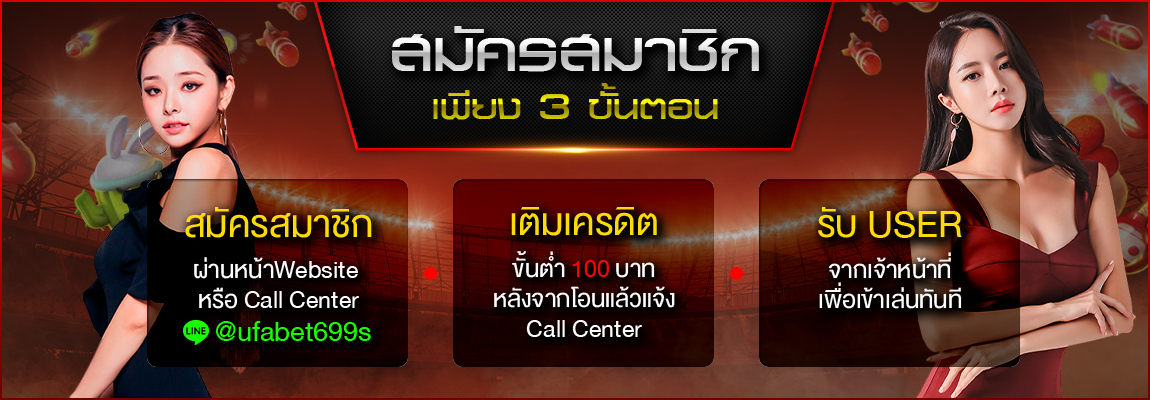 สมัครสมาชิก
เพียง 3 ขั้นตอน
สมัครสมาชิก
ผ่านหน้าWebsite
หรือ Call Center
LINE @ufabet699s
เติมเครดิต
ขั้นต่ำ 100 บาท
หลังจากโอนแล้วแจ้ง
Call Center
รับ USER
จากเจ้าหน้าที่
เพื่อเข้าเล่นทันที